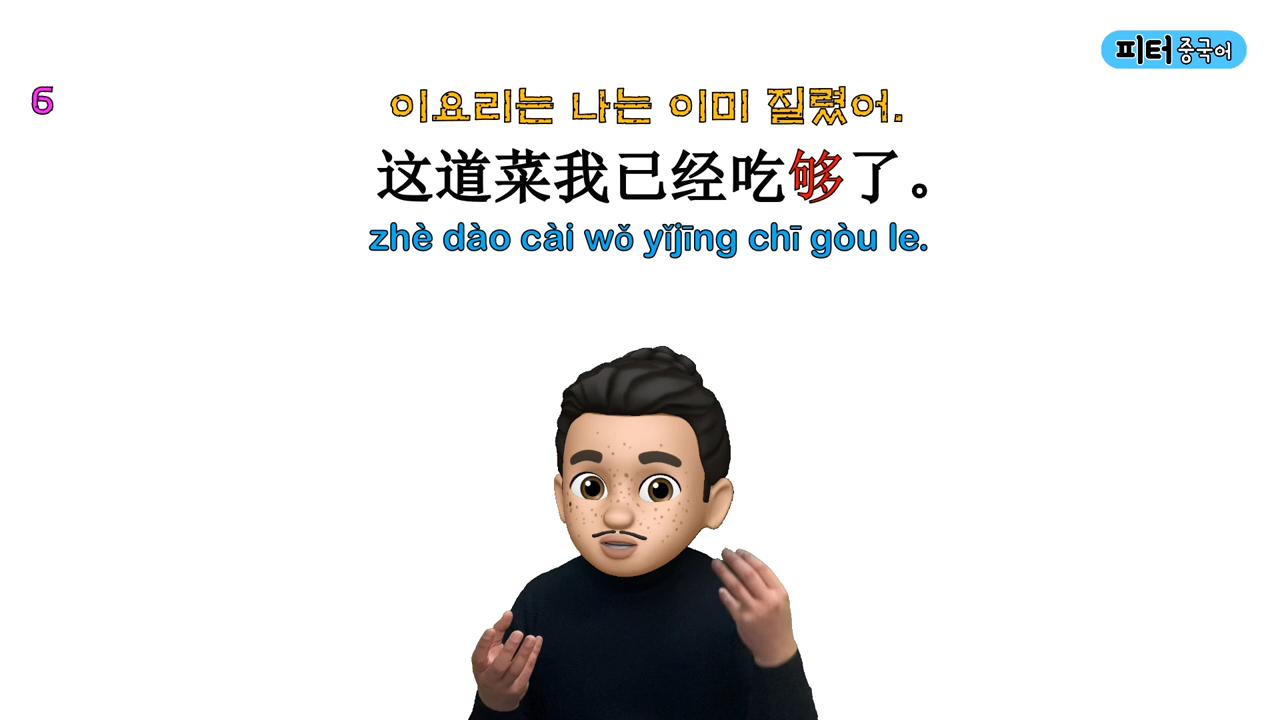 피터 중국어
6
이요리는 나는 이미 질렸어.
这道菜我已经吃够了。
zhè dào cài wǒ yǐjīng chī gòu le.